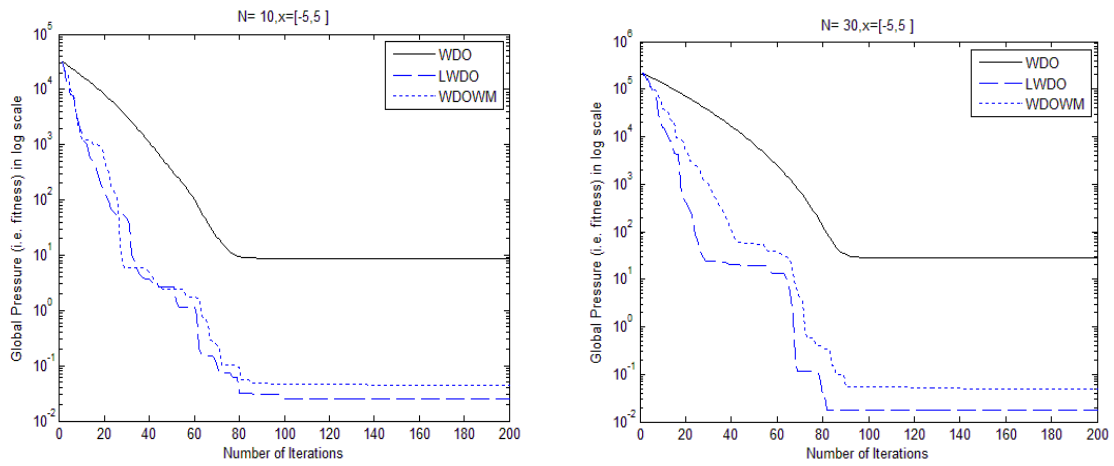 N= 10,x=[-5,5 ]
Global Pressure (i.e. fitness) in log scale
10^5
10^4
10^3
10^2
10^1
10^0
10^-1
10^-2
WDO
LWDO
WDOWM
0 20 40 60 80 100 120 140 160 180 200
Number of Iterations
N= 30,x=[-5,5 ]
Global Pressure (i.e. fitness) in log scale
10^6
10^5
10^4
10^3
10^2
10^1
10^0
10^-1
10^-2
WDO
LWDO
WDOWM
0 20 40 60 80 100 120 140 160 180 200
Number of Iterations